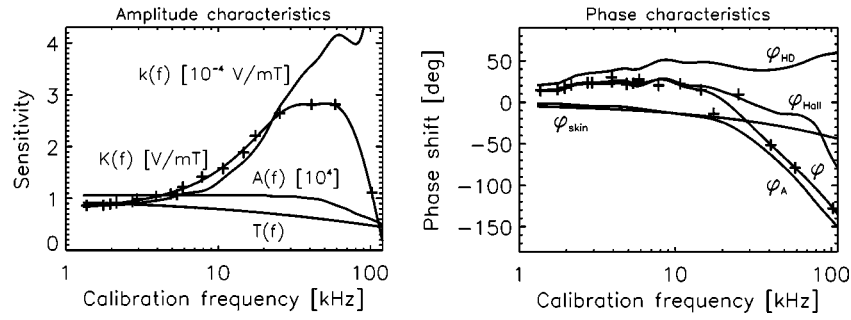 Amplitude characteristics
Sensitivity
4
3
2
1
0
k(f) [10⁻⁴ V/mT]
K(f) [V/mT]
A(f) [10⁴]
T(f)
1
10
100
Calibration frequency [kHz]
Phase characteristics
Phase shift [deg]
50
0
−50
−100
−150
φHD
φHall
φskin
φ
φA
1
10
100
Calibration frequency [kHz]